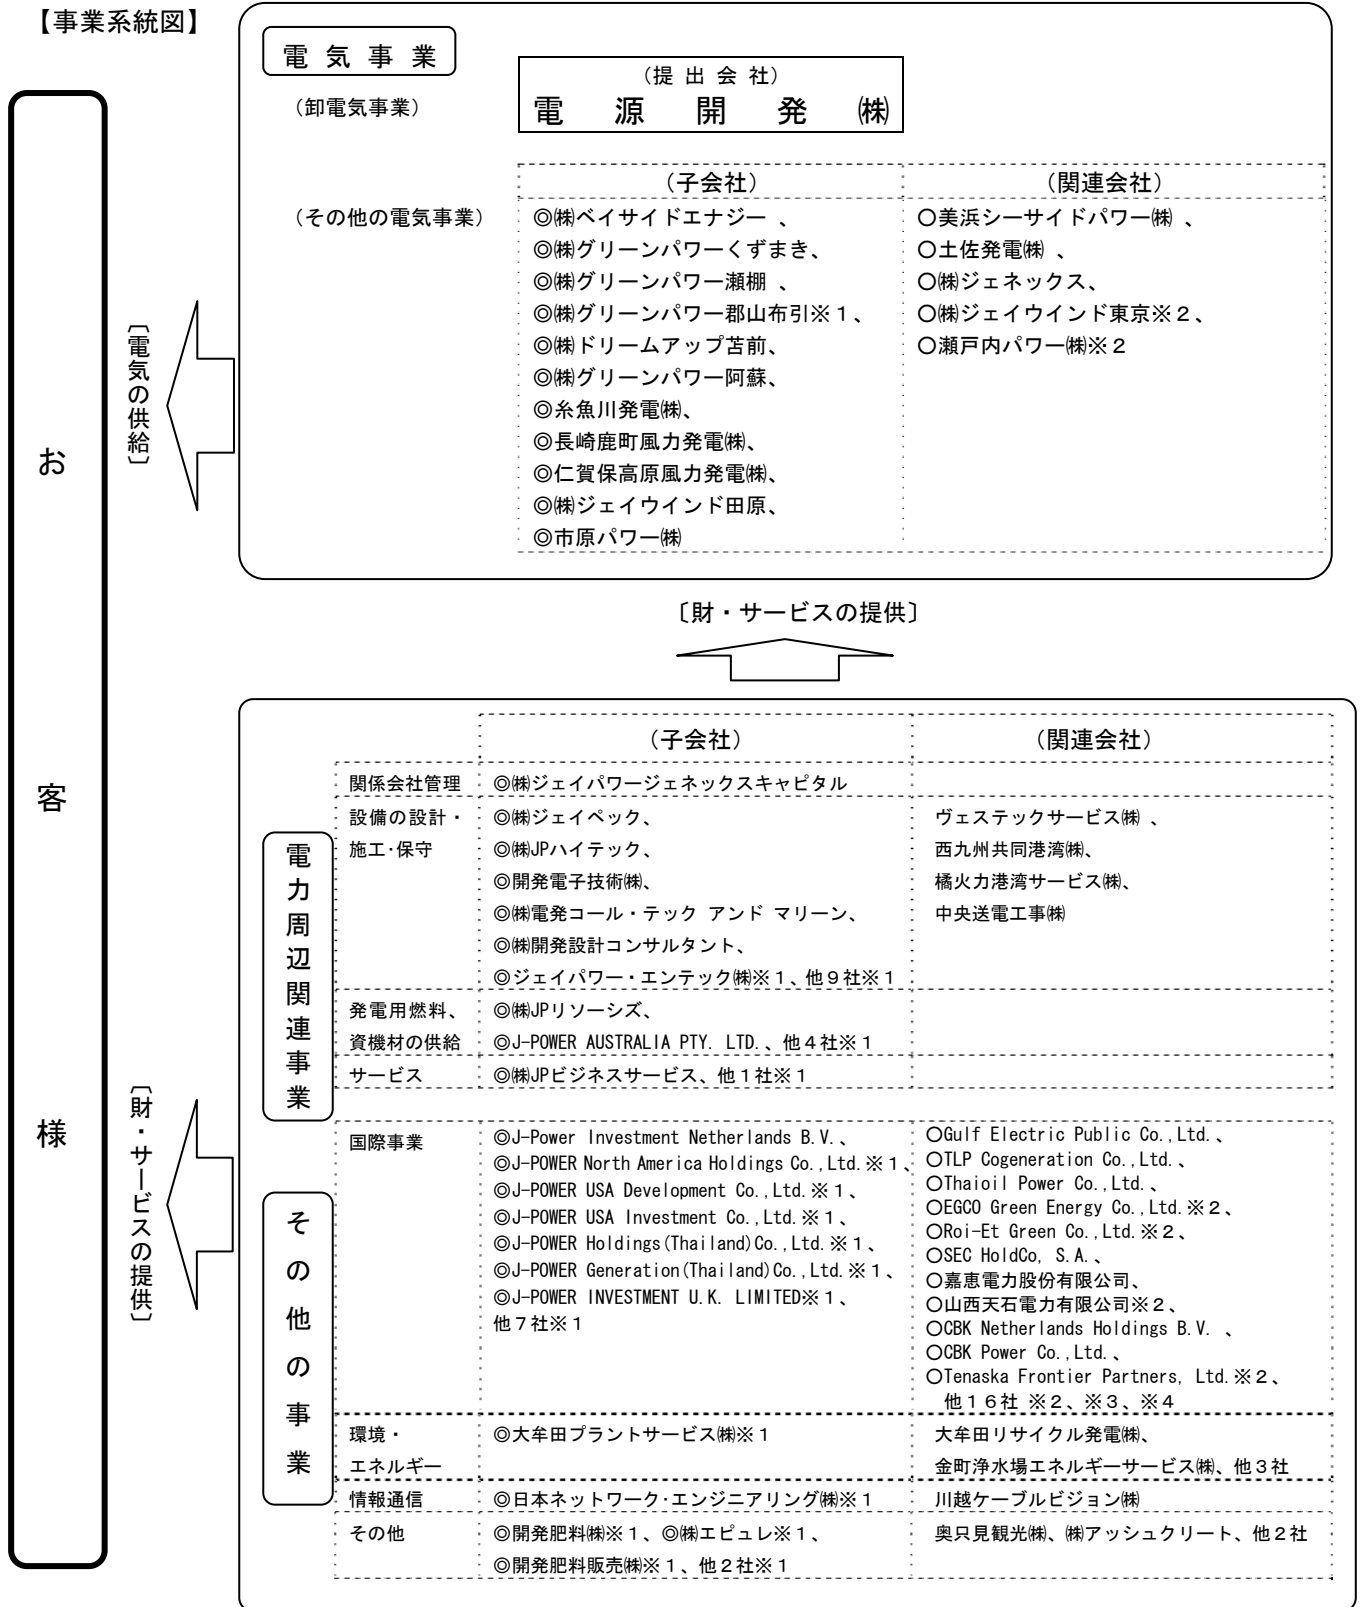 【事業系統図】
電気事業
(卸電気事業)
(提出会社)
電源開発㈱
(子会社)
(関連会社)
(その他の電気事業)
◎㈱ベイサイドエナジー 、
◎㈱グリーンパワーくずまき、
◎㈱グリーンパワー瀬棚 、
◎㈱グリーンパワー郡山布引※1、
◎㈱ドリームアップ苫前、
◎㈱グリーンパワー阿蘇、
◎糸魚川発電㈱、
◎長崎鹿町風力発電㈱、
◎仁賀保高原風力発電㈱、
◎㈱ジェイウインド田原、
◎市原パワー㈱
○美浜シーサイドパワー㈱ 、
○土佐発電㈱ 、
○㈱ジェネックス、
○㈱ジェイウインド東京※2、
○瀬戸内パワー㈱※2
〔電気の供給〕
お客様
〔財・サービスの提供〕
〔財・サービスの提供〕
(子会社)
(関連会社)
電力周辺関連事業
関係会社管理
◎㈱ジェイパワージェネックスキャピタル
設備の設計・
施工・保守
◎㈱ジェイペック、
◎㈱JPハイテック、
◎開発電子技術㈱、
◎㈱電発コール・テック アンド マリーン、
◎㈱開発設計コンサルタント、
◎ジェイパワー・エンテック㈱※1、他9社※1
ヴェステックサービス㈱ 、
西九州共同港湾㈱、
橘火力港湾サービス㈱、
中央送電工事㈱
発電用燃料、
資機材の供給
◎㈱JPリソーシズ、
◎J-POWER AUSTRALIA PTY. LTD.、他4社※1
サービス
◎㈱JPビジネスサービス、他1社※1
その他の事業
国際事業
◎J-Power Investment Netherlands B.V.、
◎J-POWER North America Holdings Co.,Ltd.※1、
◎J-POWER USA Development Co.,Ltd.※1、
◎J-POWER USA Investment Co.,Ltd.※1、
◎J-POWER Holdings(Thailand)Co.,Ltd.※1、
◎J-POWER Generation(Thailand)Co.,Ltd.※1、
◎J-POWER INVESTMENT U.K. LIMITED※1、
他7社※1
○Gulf Electric Public Co.,Ltd.、
○TLP Cogeneration Co.,Ltd.、
○Thaioil Power Co.,Ltd.、
○EGCO Green Energy Co.,Ltd.※2、
○Roi-Et Green Co.,Ltd.※2、
○SEC HoldCo, S.A.、
○嘉恵電力股份有限公司、
○山西天石電力有限公司※2、
○CBK Netherlands Holdings B.V. 、
○CBK Power Co.,Ltd.、
○Tenaska Frontier Partners, Ltd.※2、
他16社 ※2、※3、※4
環境・
エネルギー
◎大牟田プラントサービス㈱※1
大牟田リサイクル発電㈱、
金町浄水場エネルギーサービス㈱、他3社
情報通信
◎日本ネットワーク・エンジニアリング㈱※1
川越ケーブルビジョン㈱
その他
◎開発肥料㈱※1、◎㈱エピュレ※1、
◎開発肥料販売㈱※1、他2社※1
奥只見観光㈱、㈱アッシュクリート、他2社